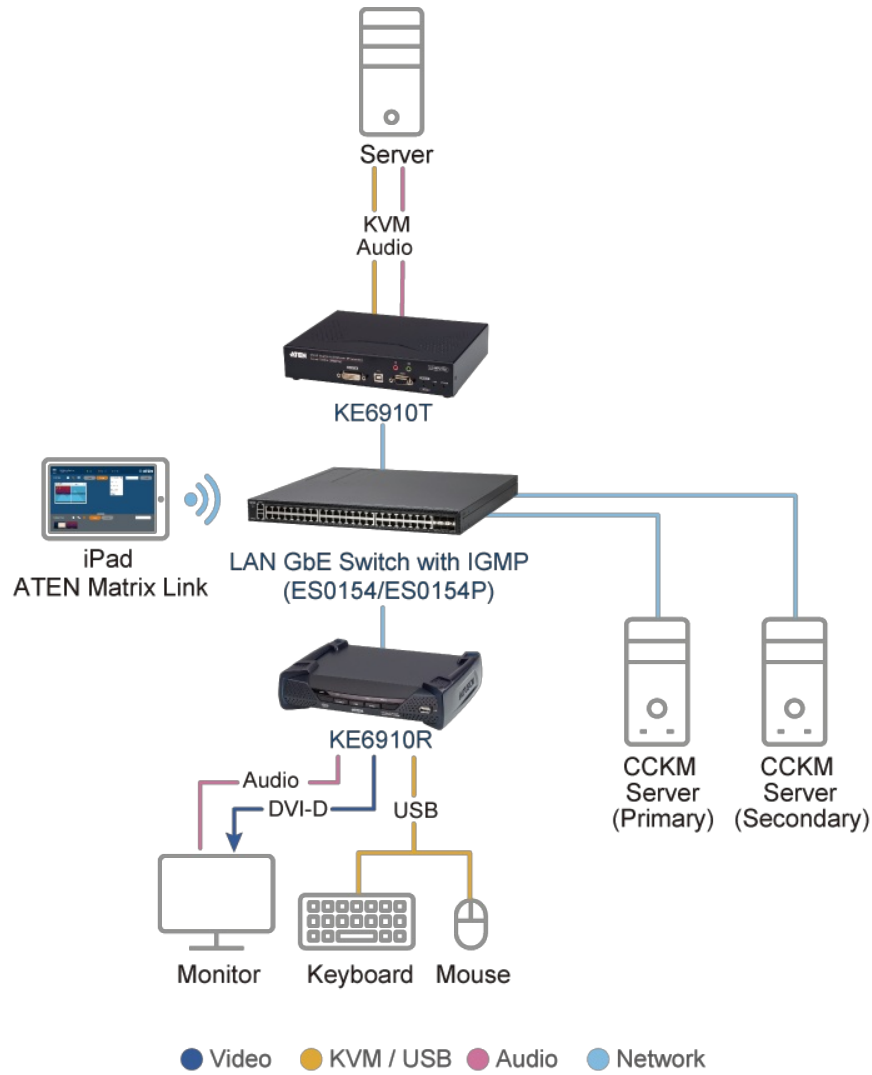 Server
KVM
Audio
ATEN
KE6910T
iPad
ATEN Matrix Link
LAN GbE Switch with IGMP
(ES0154/ES0154P)
KE6910R
CCKM
Server
(Primary)
CCKM
Server
(Secondary)
Audio
DVI-D
USB
Monitor
Keyboard
Mouse
Video
KVM / USB
Audio
Network